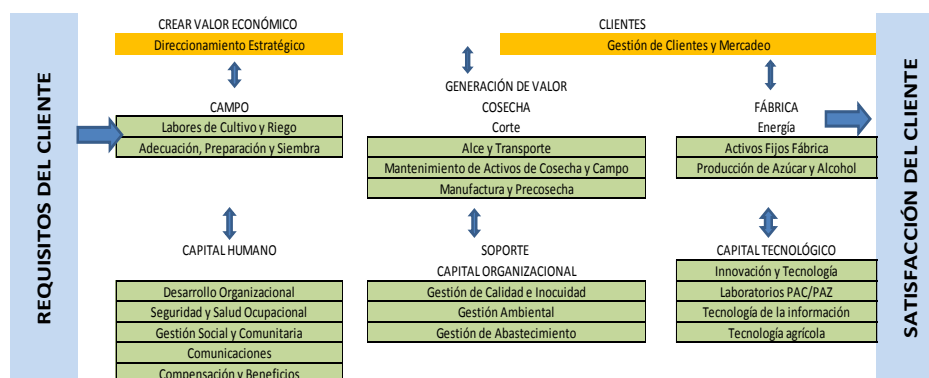 REQUISITOS DEL CLIENTE
CREAR VALOR ECONÓMICO
Direccionamiento Estratégico
CLIENTES
Gestión de Clientes y Mercadeo
GENERACIÓN DE VALOR
CAMPO
Labores de Cultivo y Riego
Adecuación, Preparación y Siembra
COSECHA
Corte
Alce y Transporte
Mantenimiento de Activos de Cosecha y Campo
Manufactura y Precosecha
FÁBRICA
Energía
Activos Fijos Fábrica
Producción de Azúcar y Alcohol
CAPITAL HUMANO
Desarrollo Organizacional
Seguridad y Salud Ocupacional
Gestión Social y Comunitaria
Comunicaciones
Compensación y Beneficios
SOPORTE
CAPITAL ORGANIZACIONAL
Gestión de Calidad e Inocuidad
Gestión Ambiental
Gestión de Abastecimiento
CAPITAL TECNOLÓGICO
Innovación y Tecnología
Laboratorios PAC/PAZ
Tecnología de la información
Tecnología agrícola
SATISFACCIÓN DEL CLIENTE